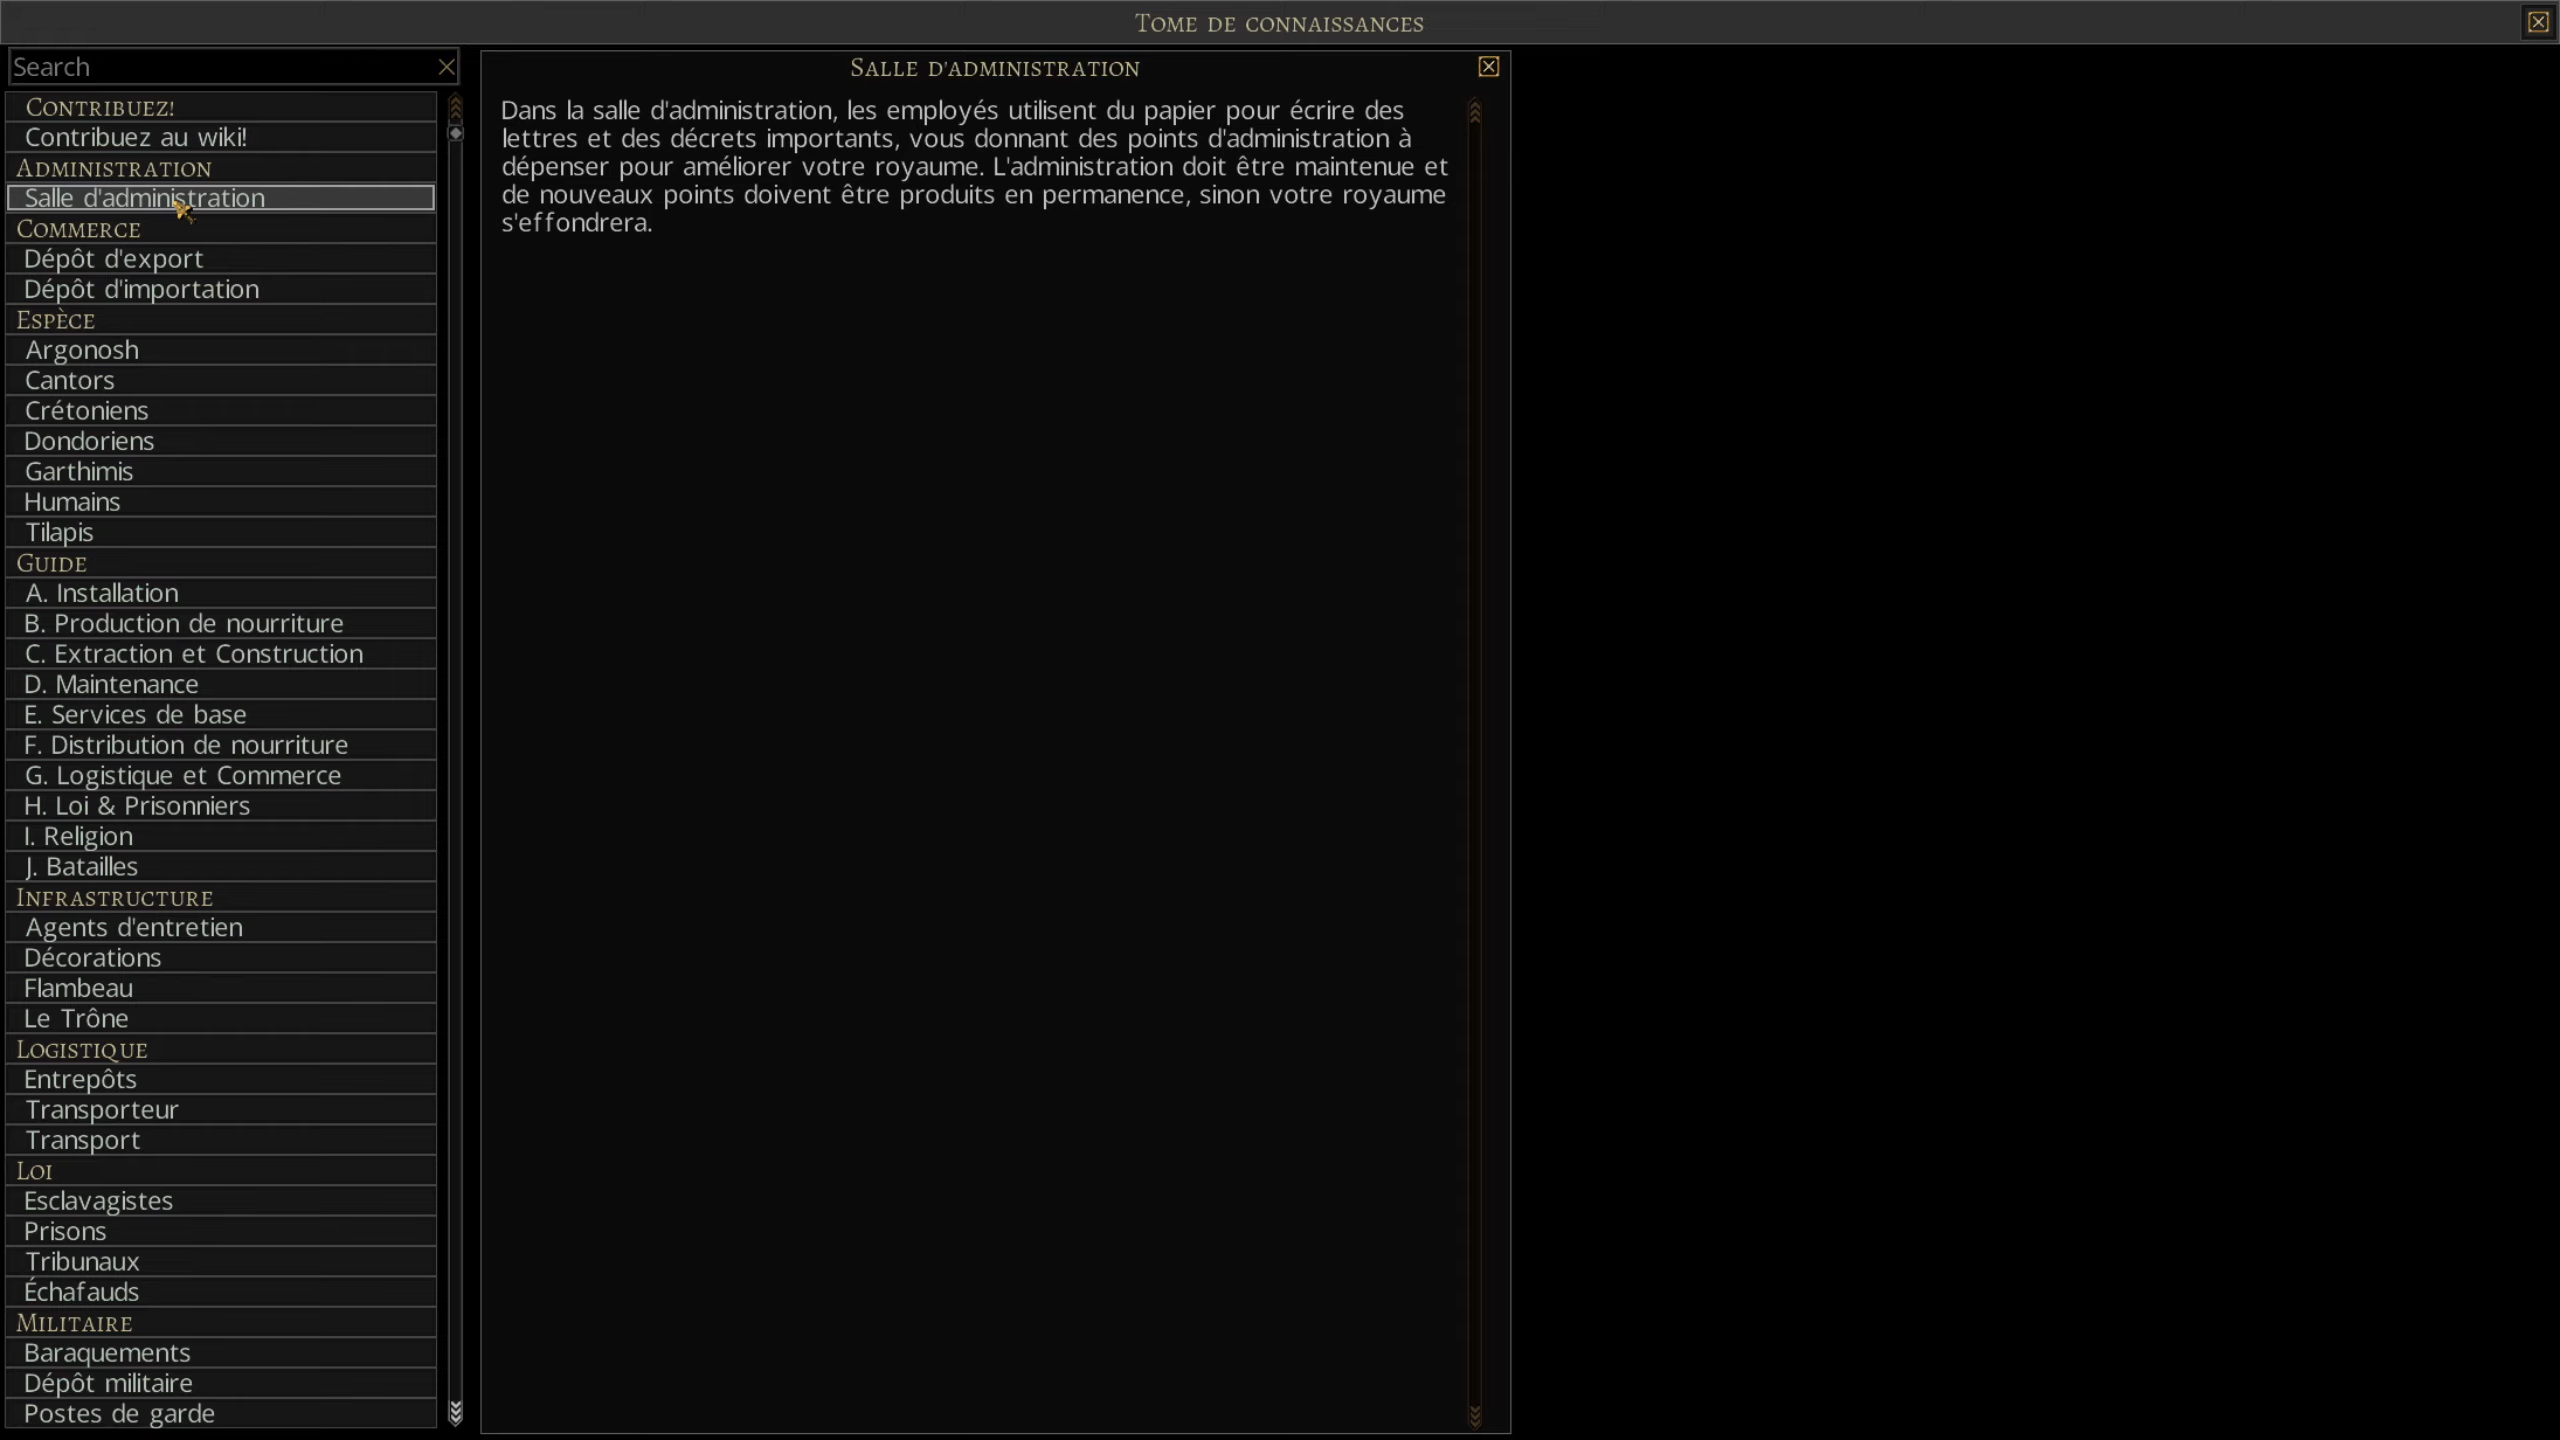 Tome de connaissances
Search
Contribuez!
Contribuez au wiki!
Administration
Salle d'administration
Commerce
Dépôt d'export
Dépôt d'importation
Espèce
Argonosh
Cantors
Crétoniens
Dondoriens
Garthimis
Humains
Tilapis
Guide
A. Installation
B. Production de nourriture
C. Extraction et Construction
D. Maintenance
E. Services de base
F. Distribution de nourriture
G. Logistique et Commerce
H. Loi & Prisonniers
I. Religion
J. Batailles
Infrastructure
Agents d'entretien
Décorations
Flambeau
Le Trône
Logistique
Entrepôts
Transporteur
Transport
Loi
Esclavagistes
Prisons
Tribunaux
Échafauds
Militaire
Baraquements
Dépôt militaire
Postes de garde
Salle d'administration
Dans la salle d'administration, les employés utilisent du papier pour écrire des
lettres et des décrets importants, vous donnant des points d'administration à
dépenser pour améliorer votre royaume. L'administration doit être maintenue et
de nouveaux points doivent être produits en permanence, sinon votre royaume
s'effondrera.